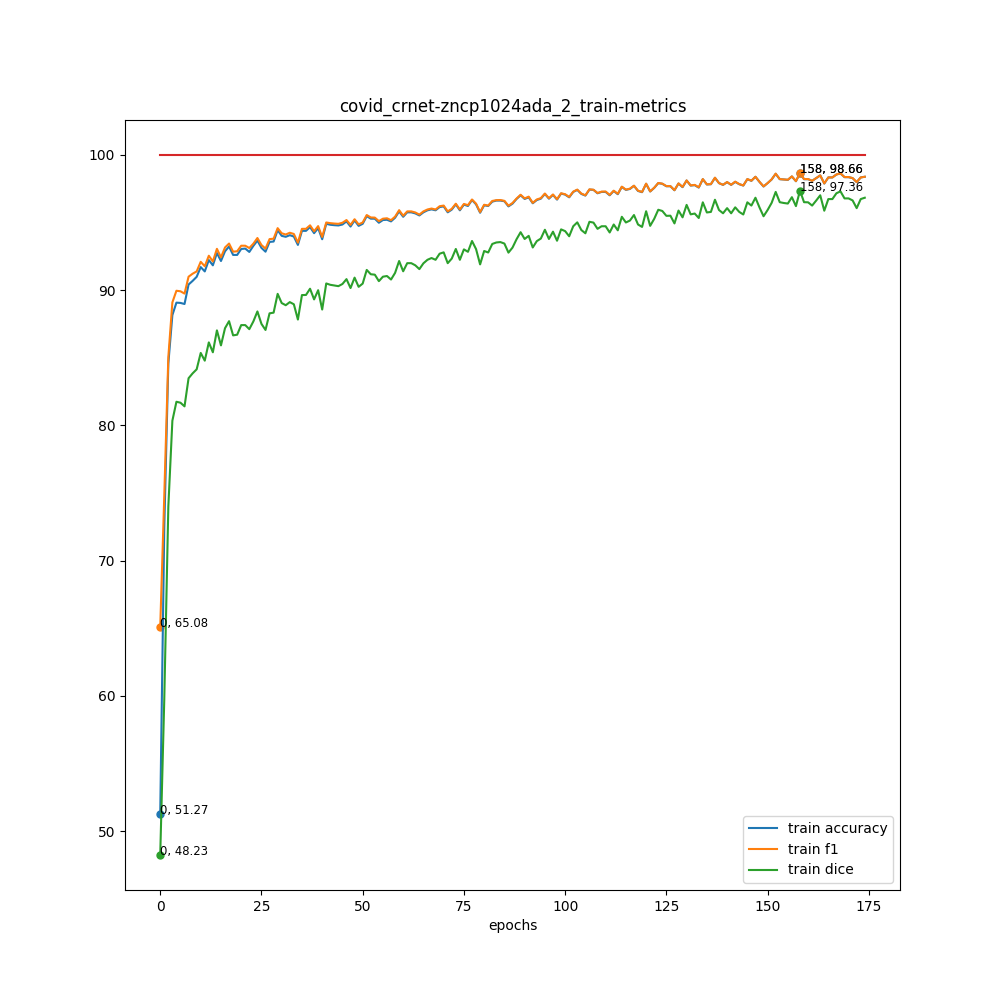 covid_crnet-zncp1024ada_2_train-metrics
100
158, 98.66
158, 97.36
90
80
70
0, 65.08
60
0, 51.27
50
0, 48.23
train accuracy
train f1
train dice
0 25 50 75 100 125 150 175
epochs